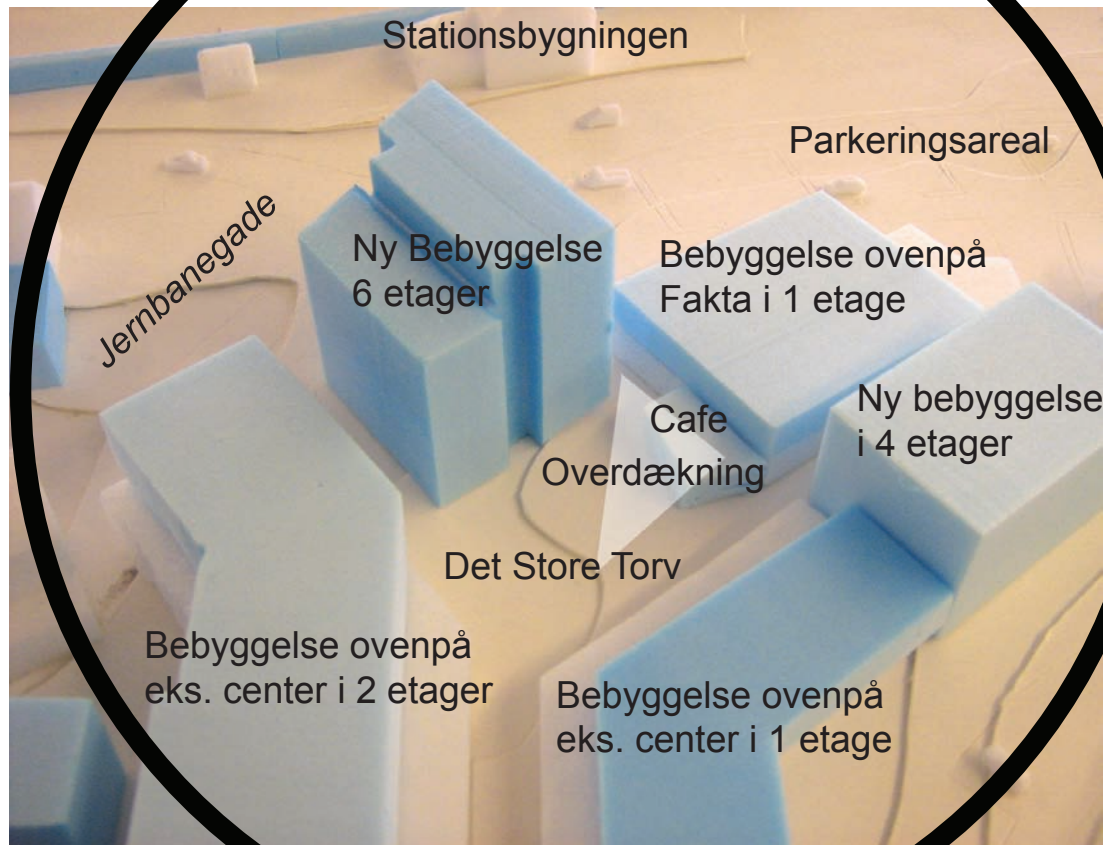 Stationsbygningen
Parkeringsareal
Jernbanegade
Ny Bebyggelse
6 etager
Bebyggelse ovenpå
Fakta i 1 etage
Ny bebyggelse
i 4 etager
Cafe
Overdækning
Det Store Torv
Bebyggelse ovenpå
eks. center i 2 etager
Bebyggelse ovenpå
eks. center i 1 etage